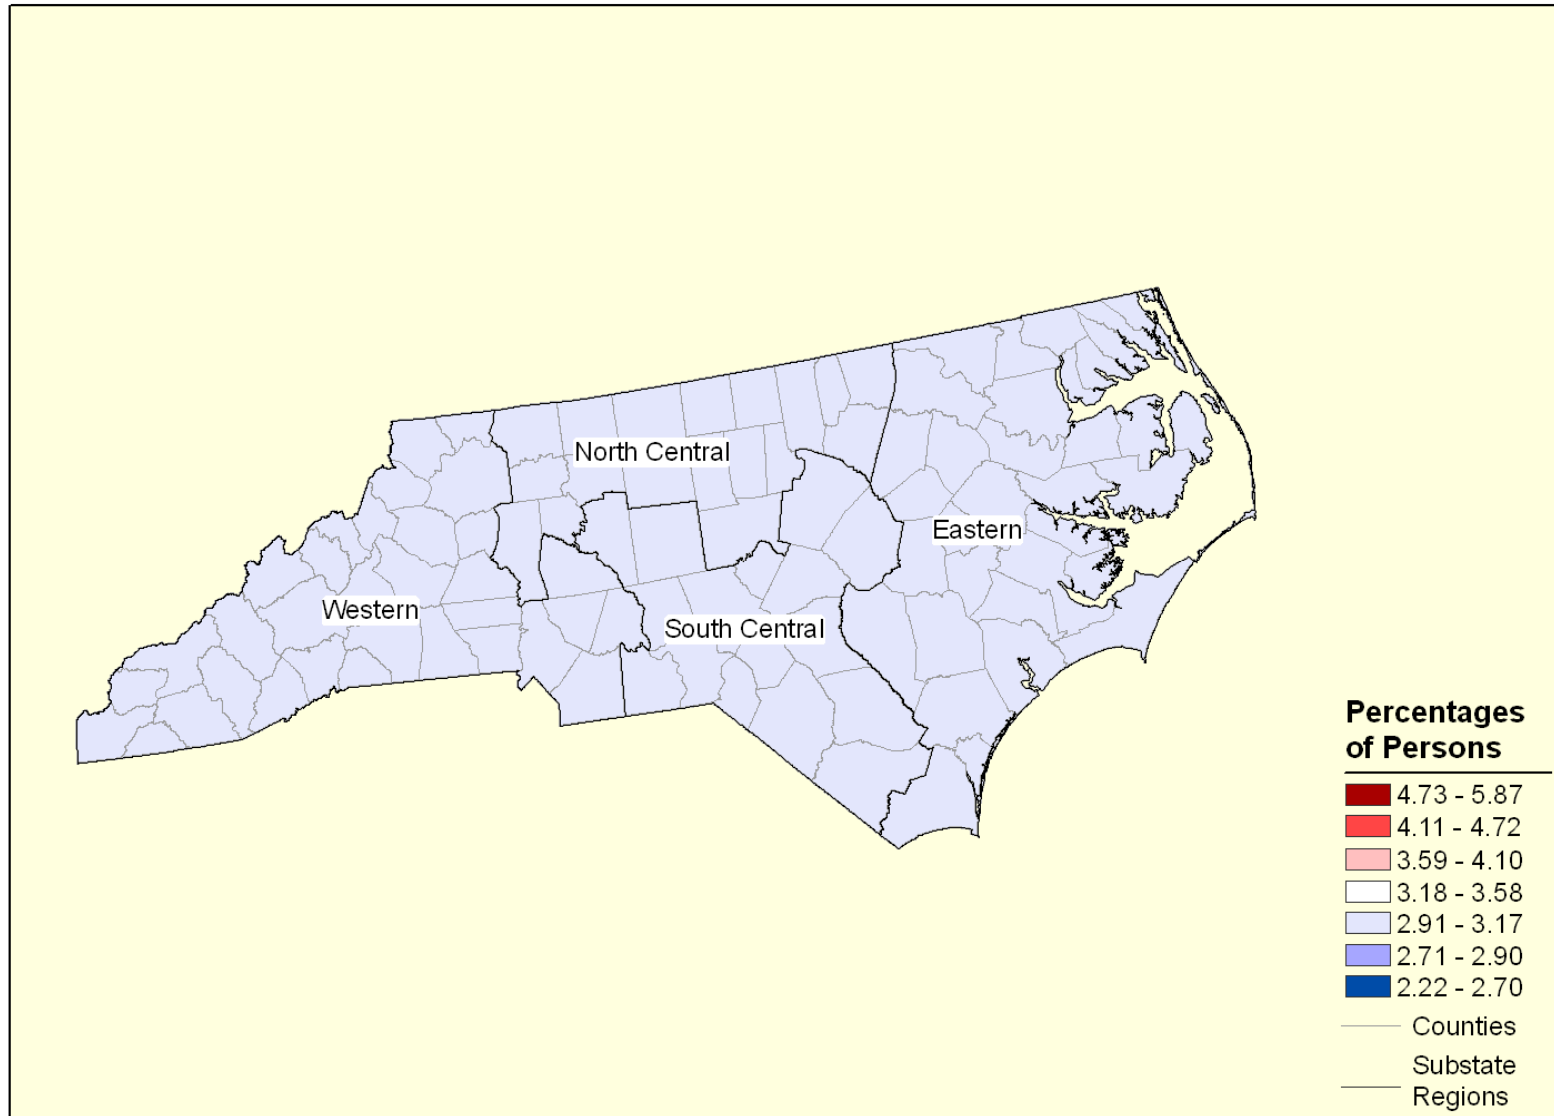 North Central
Eastern
Western
South Central
Percentages
of Persons
4.73 - 5.87
4.11 - 4.72
3.59 - 4.10
3.18 - 3.58
2.91 - 3.17
2.71 - 2.90
2.22 - 2.70
Counties
Substate
Regions